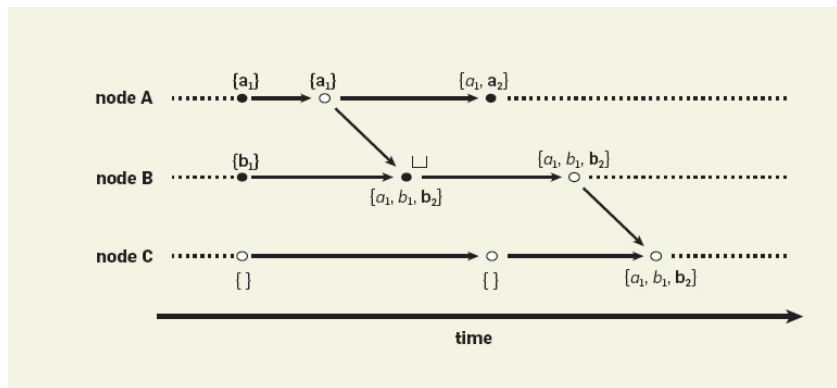 {a₁} {a₁} {a₁, a₂}
node A
{b₁} ⊔ {a₁, b₁, b₂}
node B
{a₁, b₁, b₂}
node C
{ } { } {a₁, b₁, b₂}
time